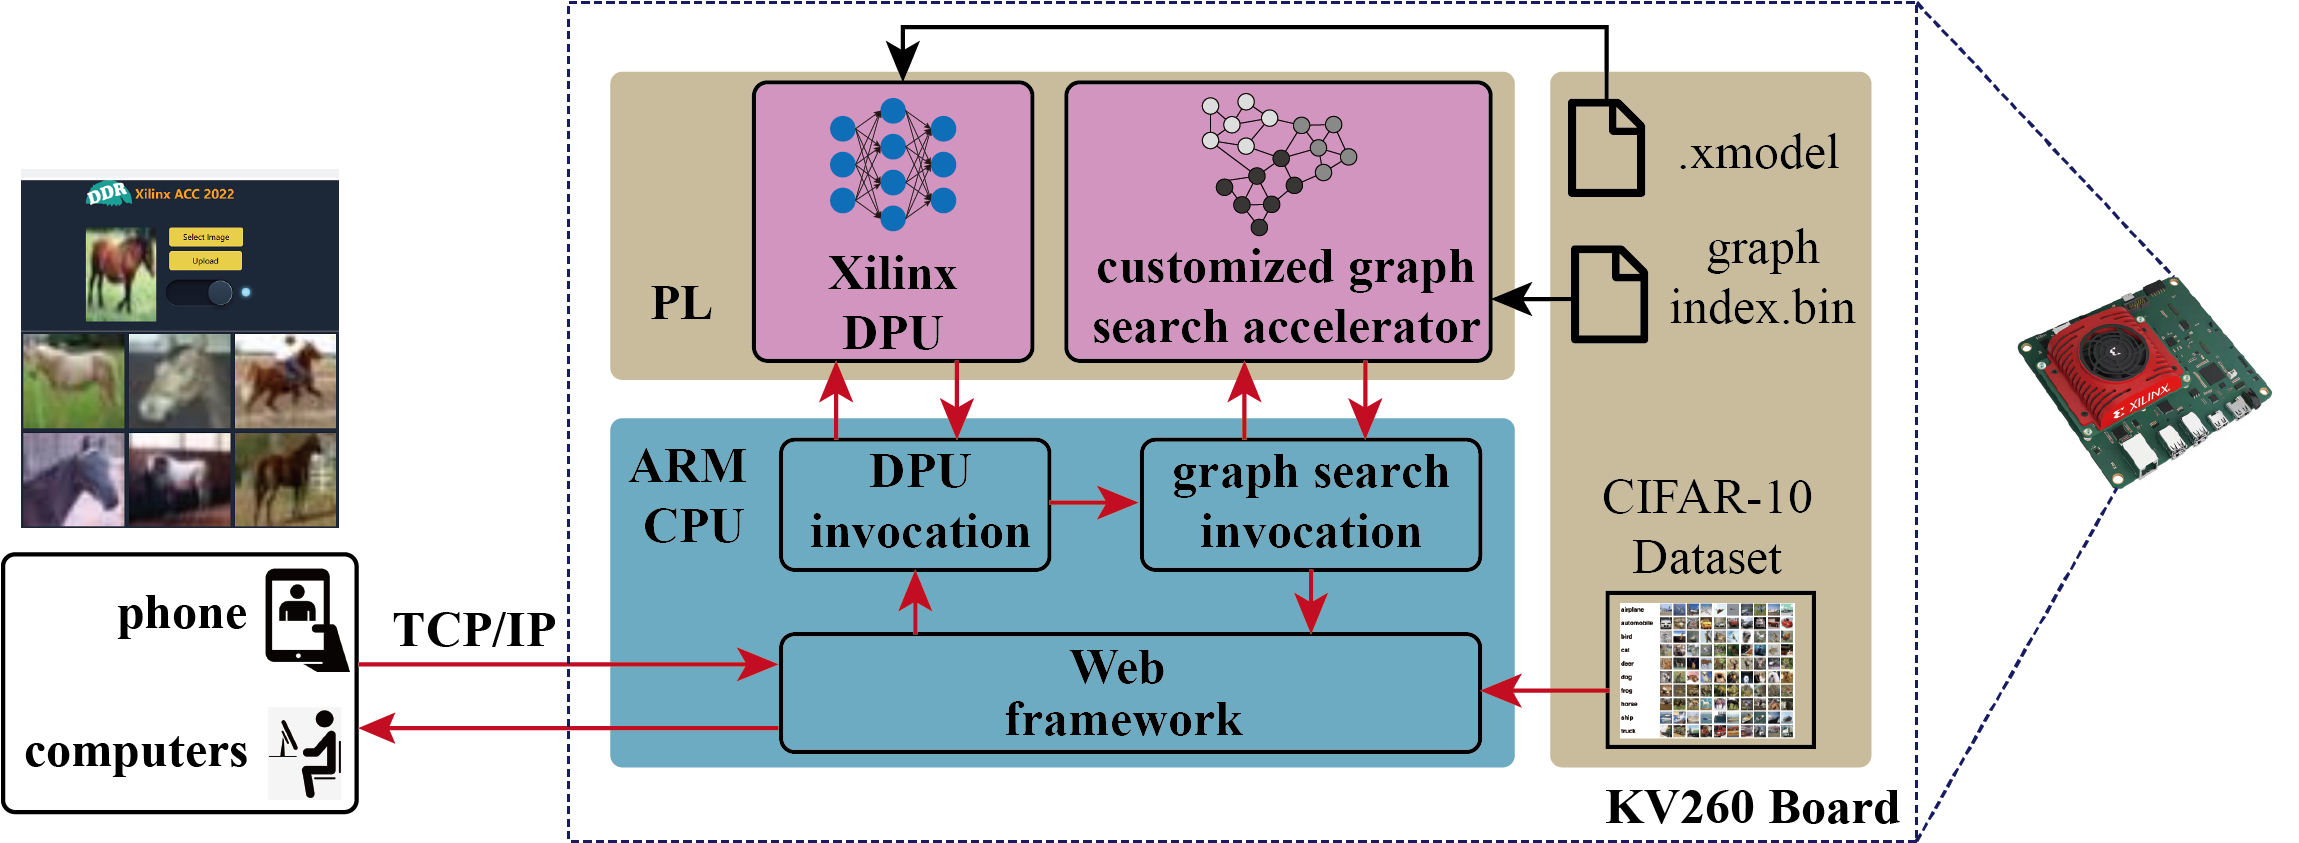 DDR Xilinx ACC 2022
Select Image
Upload
phone
computers
TCP/IP
PL
Xilinx
DPU
customized graph
search accelerator
.xmodel
graph
index.bin
ARM
CPU
DPU
invocation
graph search
invocation
Web
framework
CIFAR-10
Dataset
airplane
automobile
bird
cat
deer
dog
frog
horse
ship
truck
KV260 Board
XILINX